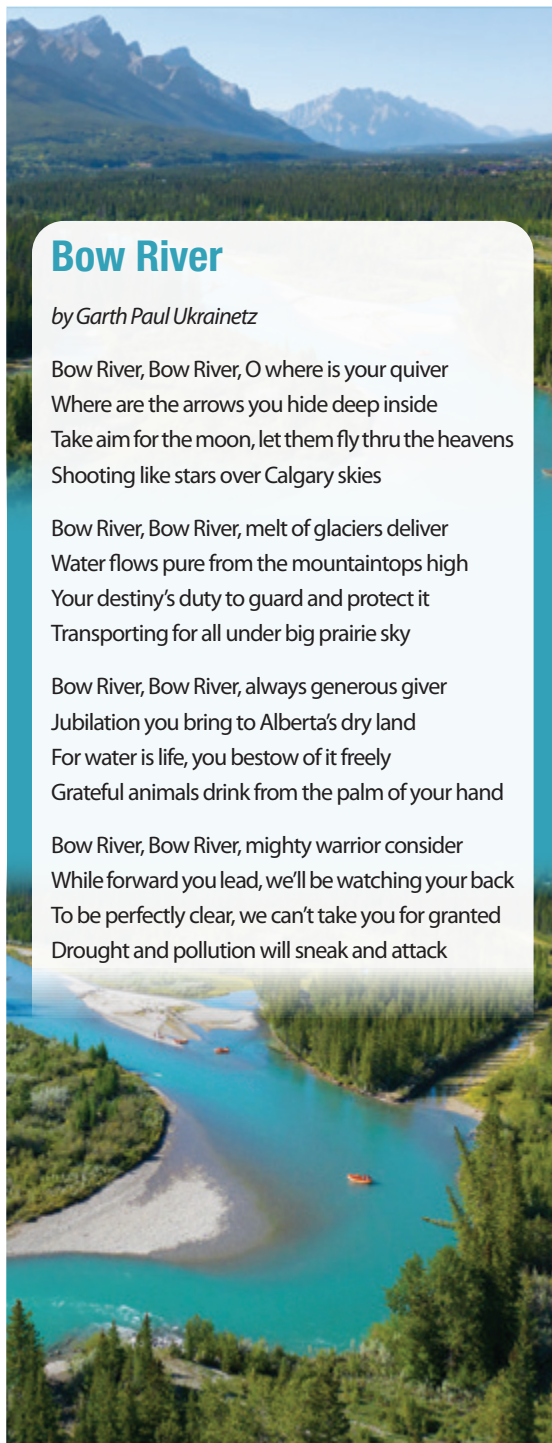 Bow River
by Garth Paul Ukrainetz
Bow River, Bow River, O where is your quiver
Where are the arrows you hide deep inside
Take aim for the moon, let them fly thru the heavens
Shooting like stars over Calgary skies
Bow River, Bow River, melt of glaciers deliver
Water flows pure from the mountaintops high
Your destiny's duty to guard and protect it
Transporting for all under big prairie sky
Bow River, Bow River, always generous giver
Jubilation you bring to Alberta's dry land
For water is life, you bestow of it freely
Grateful animals drink from the palm of your hand
Bow River, Bow River, mighty warrior consider
While forward you lead, we'll be watching your back
To be perfectly clear, we can't take you for granted
Drought and pollution will sneak and attack